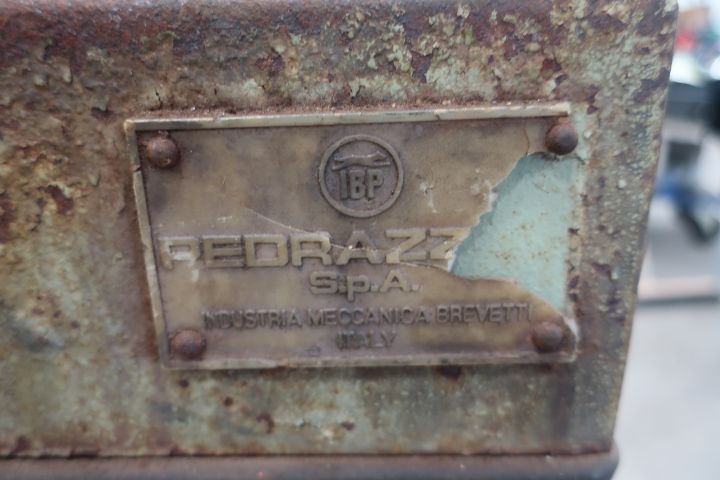 IBP
PEDRAZZ
S.p.A.
INDUSTRIA MECCANICA BREVETTI
ITALY